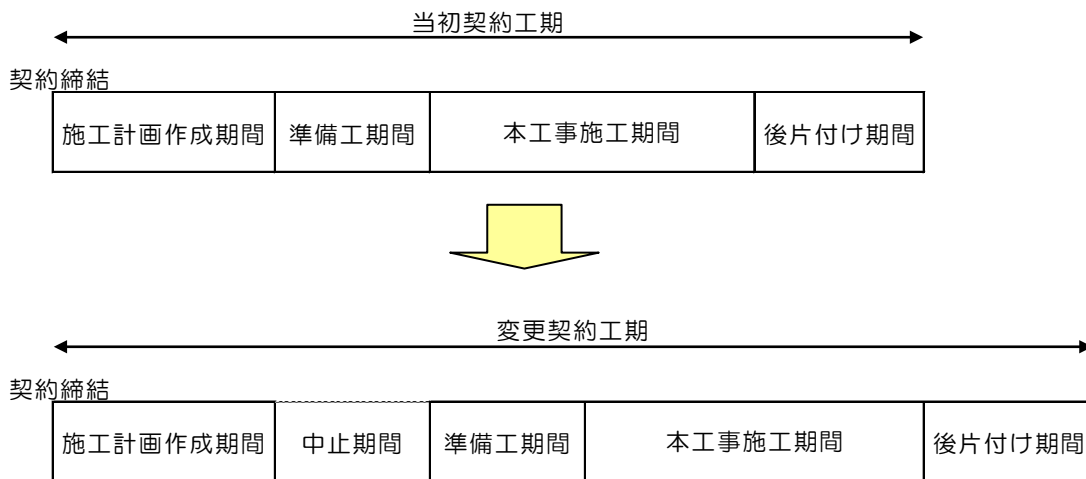 当初契約工期
契約締結
施工計画作成期間 準備工期間 本工事施工期間 後片付け期間
変更契約工期
契約締結
施工計画作成期間 中止期間 準備工期間 本工事施工期間 後片付け期間